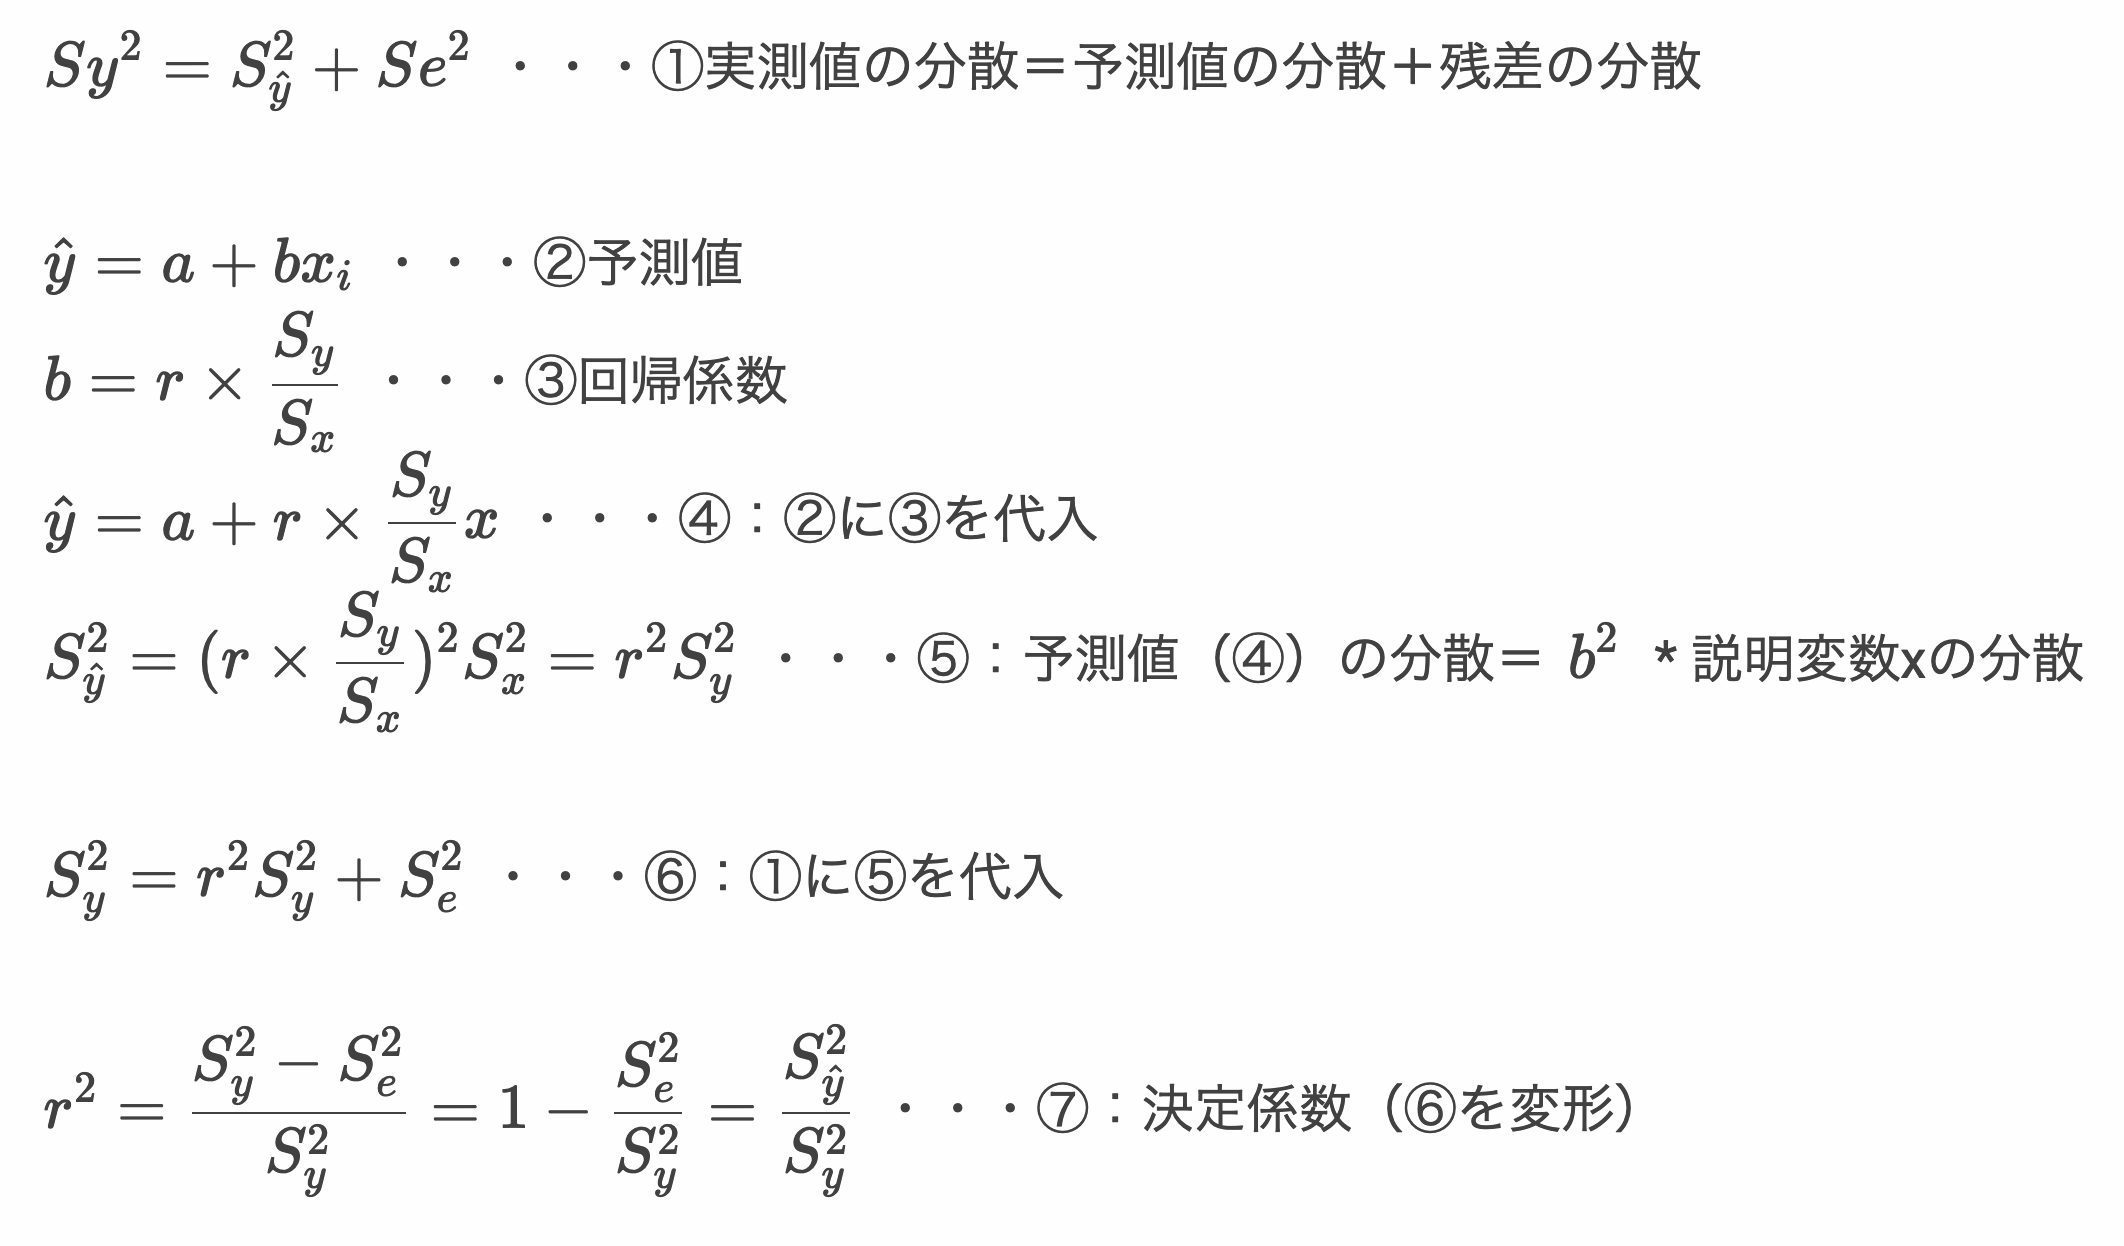 $Sy^2 = S_{\hat{y}}^2 + Se^2$ ・・・①実測値の分散＝予測値の分散＋残差の分散
$\hat{y} = a + bx_i$ ・・・②予測値
$b = r \times \frac{S_y}{S_x}$ ・・・③回帰係数
$\hat{y} = a + r \times \frac{S_y}{S_x}x$ ・・・④：②に③を代入
$S_{\hat{y}}^2 = (r \times \frac{S_y}{S_x})^2 S_x^2 = r^2 S_y^2$ ・・・⑤：予測値（④）の分散＝ $b^2$ *説明変数xの分散
$S_y^2 = r^2 S_y^2 + S_e^2$ ・・・⑥：①に⑤を代入
$r^2 = \frac{S_y^2 - S_e^2}{S_y^2} = 1 - \frac{S_e^2}{S_y^2} = \frac{S_{\hat{y}}^2}{S_y^2}$ ・・・⑦：決定係数（⑥を変形）